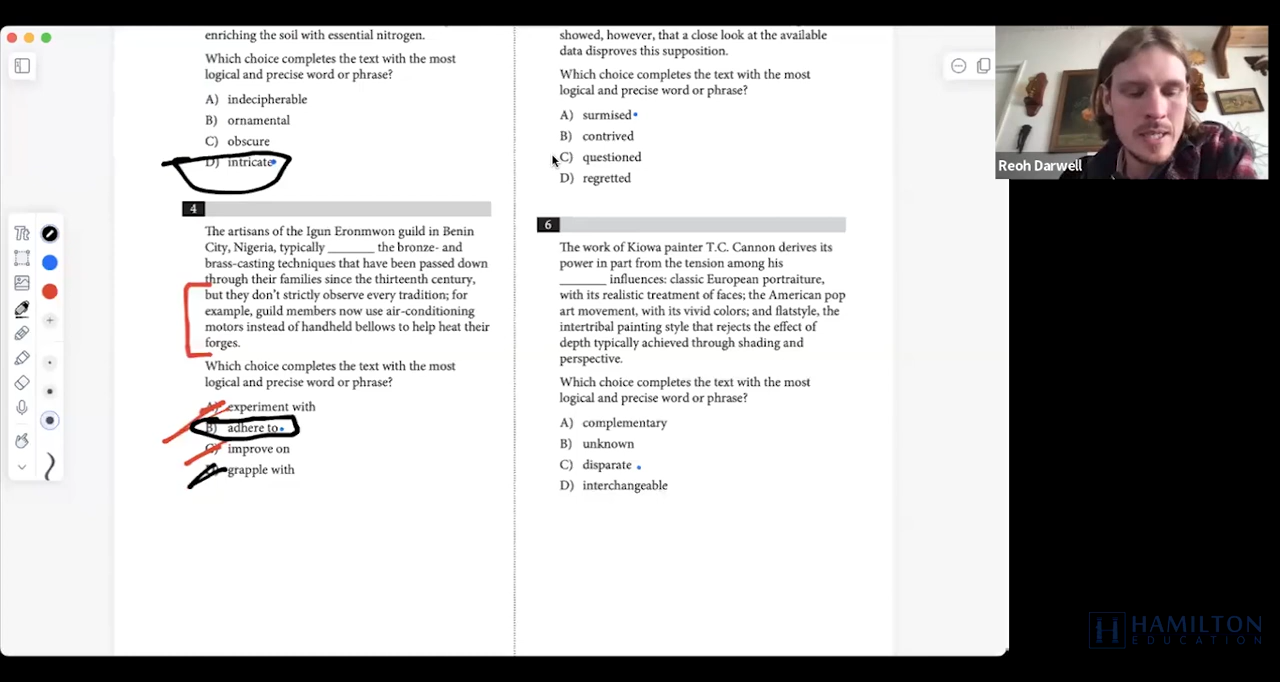 enriching the soil with essential nitrogen.
Which choice completes the text with the most
logical and precise word or phrase?
A) indecipherable
B) ornamental
C) obscure
D) intricate
4
The artisans of the Igun Eronmwon guild in Benin
City, Nigeria, typically _______ the bronze- and
brass-casting techniques that have been passed down
through their families since the thirteenth century,
but they don't strictly observe every tradition; for
example, guild members now use air-conditioning
motors instead of handheld bellows to help heat their
forges.
Which choice completes the text with the most
logical and precise word or phrase?
A) experiment with
B) adhere to
C) improve on
grapple with
showed, however, that a close look at the available
data disproves this supposition.
Which choice completes the text with the most
logical and precise word or phrase?
A) surmised
B) contrived
C) questioned
D) regretted
6
The work of Kiowa painter T.C. Cannon derives its
power in part from the tension among his
_______ influences: classic European portraiture,
with its realistic treatment of faces; the American pop
art movement, with its vivid colors; and flatstyle, the
intertribal painting style that rejects the effect of
depth typically achieved through shading and
perspective.
Which choice completes the text with the most
logical and precise word or phrase?
A) complementary
B) unknown
C) disparate
D) interchangeable
Reoh Darwell
HAMILTON
EDUCATION